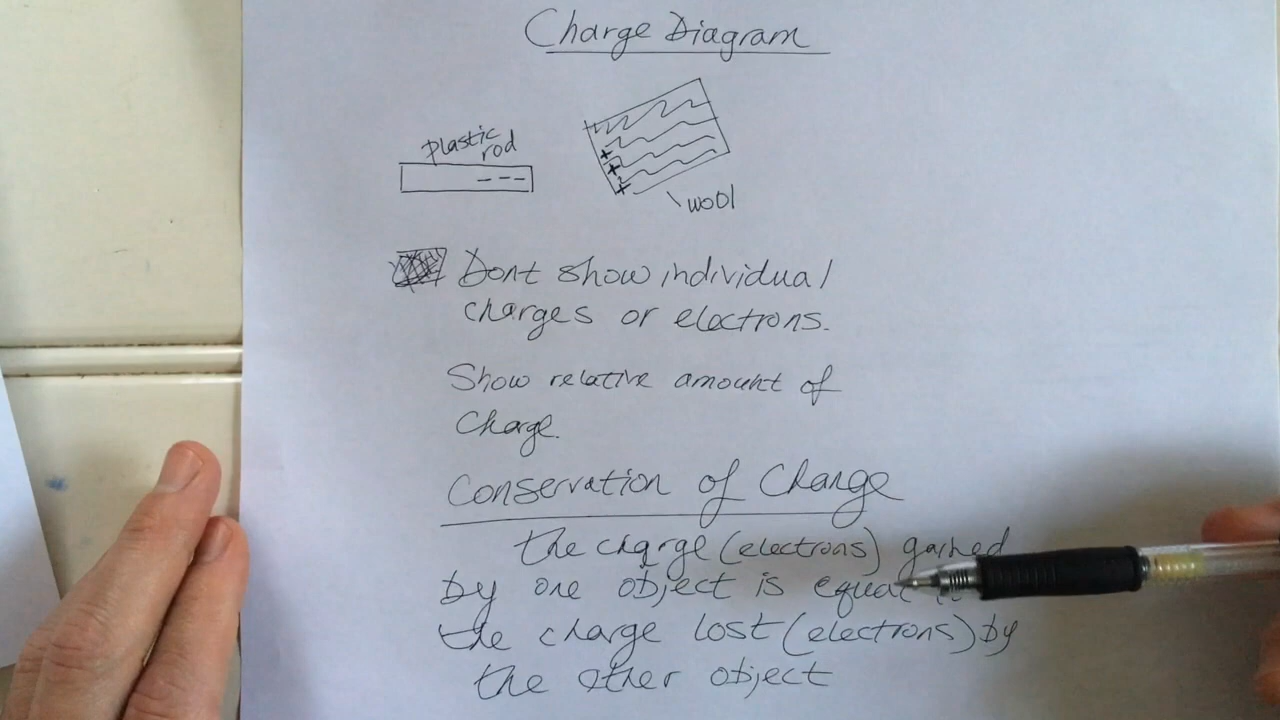 Charge Diagram
plastic
rod
- - -
+
+
+
wool
Dont show individual
charges or electrons.
Show relative amount of
Charge.
Conservation of Charge
the charge (electrons) gained
by one object is equal
the charge lost (electrons) by
the other object